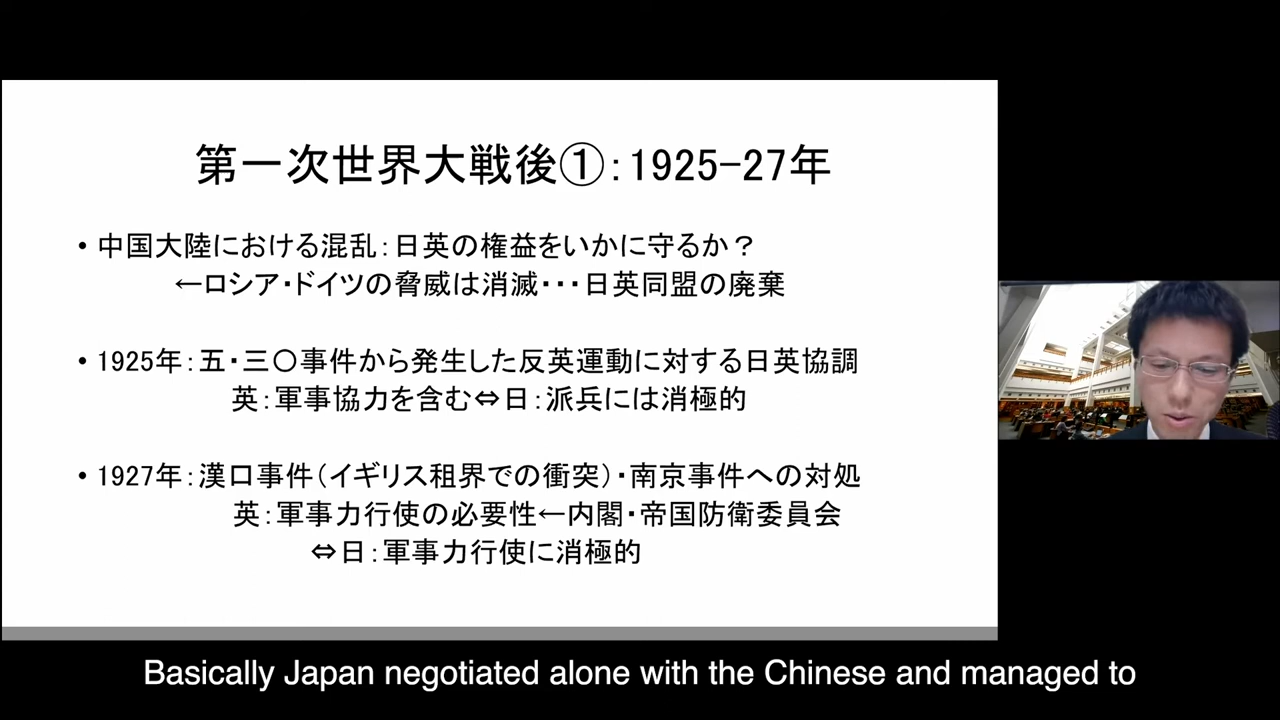 第一次世界大戦後①：1925-27年
・中国大陸における混乱：日英の権益をいかに守るか？
←ロシア・ドイツの脅威は消滅・・・日英同盟の廃棄
・1925年：五・三〇事件から発生した反英運動に対する日英協調
英：軍事協力を含む⇔日：派兵には消極的
・1927年：漢口事件（イギリス租界での衝突）・南京事件への対処
英：軍事力行使の必要性←内閣・帝国防衛委員会
⇔日：軍事力行使に消極的
Basically Japan negotiated alone with the Chinese and managed to